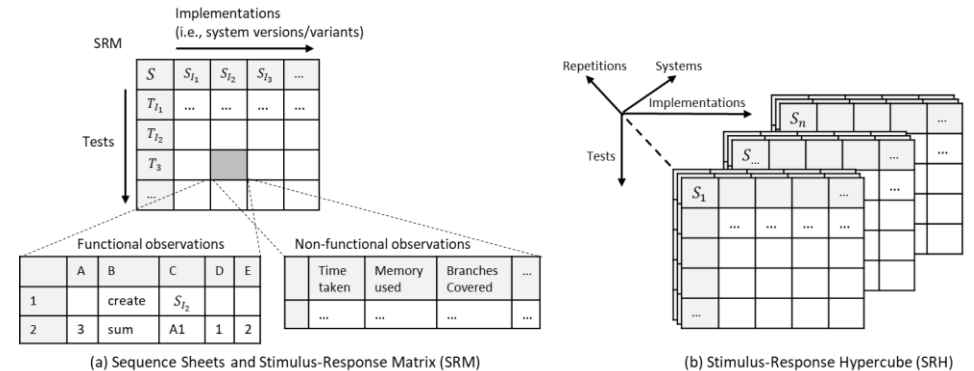 Implementations
(i.e., system versions/variants)
SRM
S S_{I_1} S_{I_2} S_{I_3} ...
T_{I_1} ... ... ... ...
T_{I_2}
Tests
T_3
...
Functional observations
A B C D E
1 create S_{I_2}
2 3 sum A1 1 2
Non-functional observations
Time taken Memory used Branches Covered ...
... ... ... ...
(a) Sequence Sheets and Stimulus-Response Matrix (SRM)
Repetitions
Systems
Implementations
Tests
S_n ...
...
S_{...} ...
...
S_1 ...
... ... ... ...
...
(b) Stimulus-Response Hypercube (SRH)